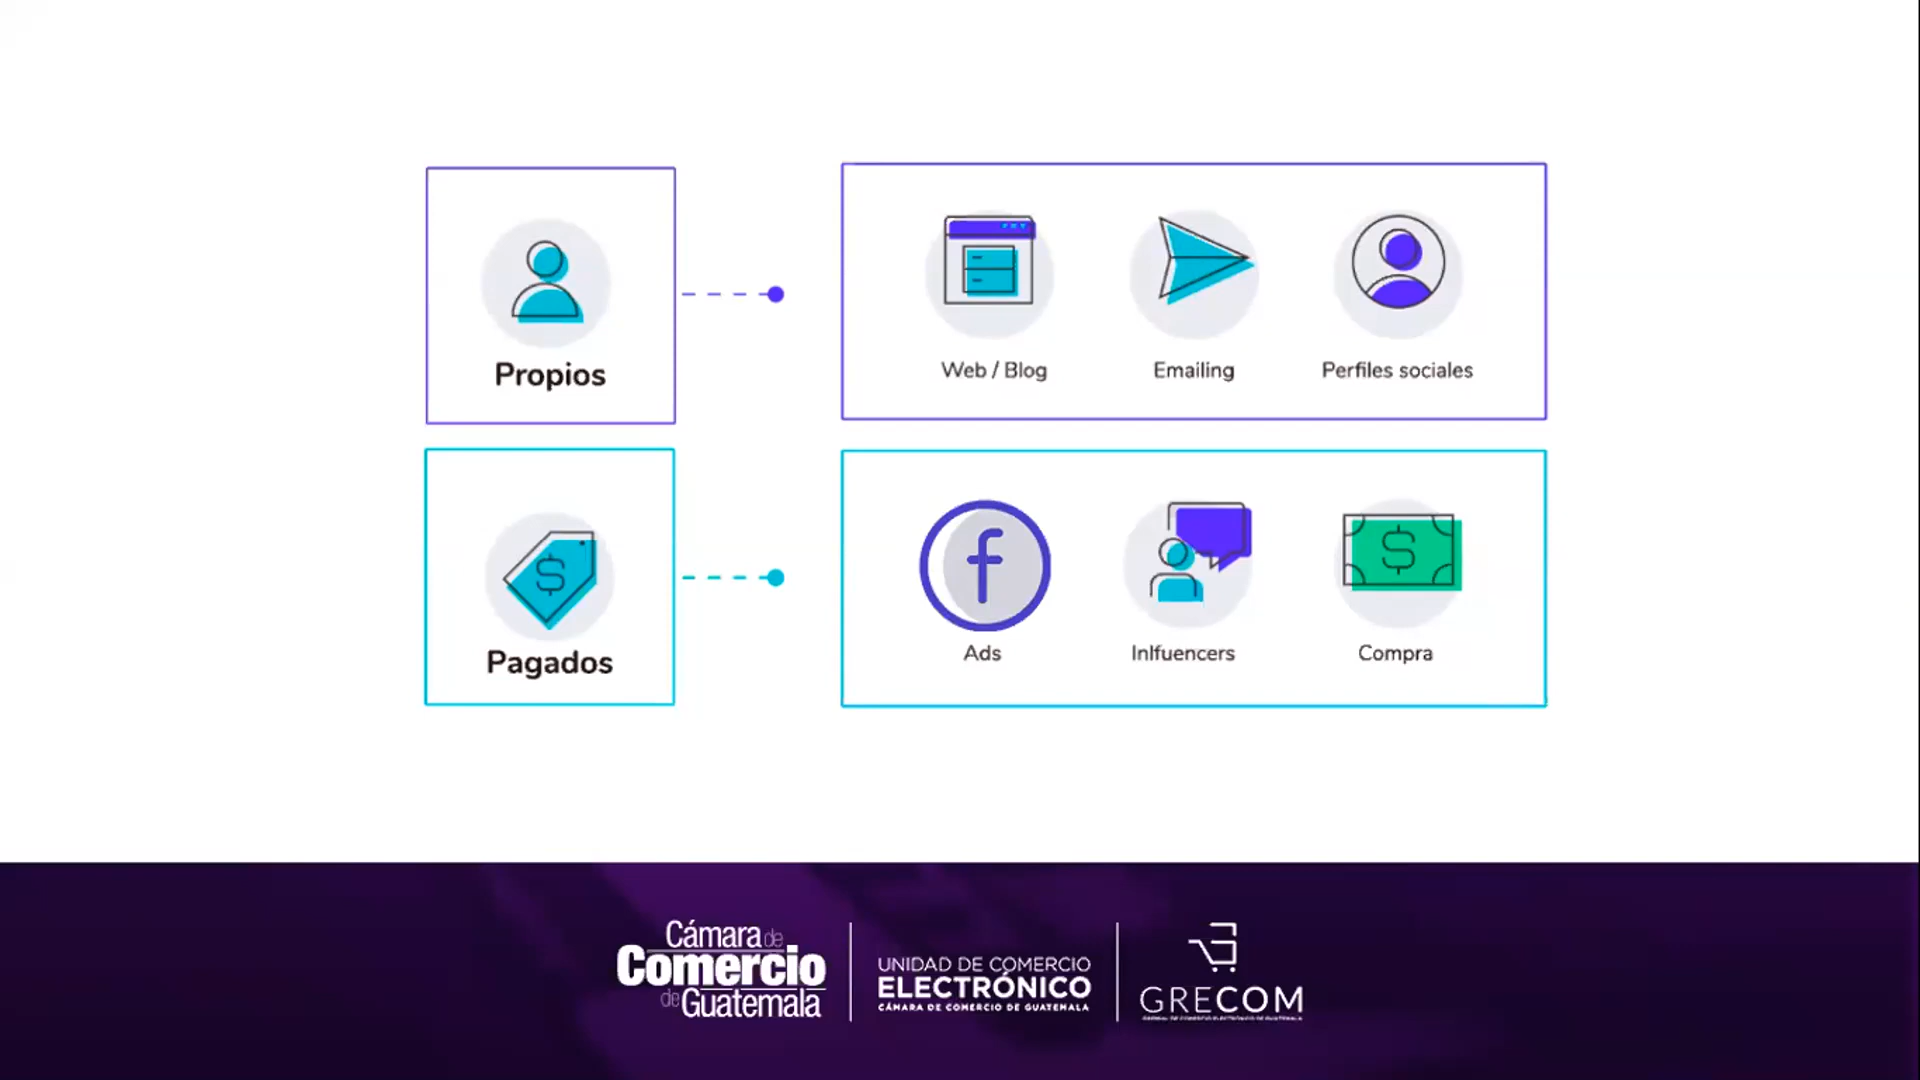 Propios
Web / Blog
Emailing
Perfiles sociales
Pagados
Ads
Inlfuencers
Compra
Cámara de
Comercio
de Guatemala
UNIDAD DE COMERCIO
ELECTRÓNICO
CÁMARA DE COMERCIO DE GUATEMALA
GRECOM